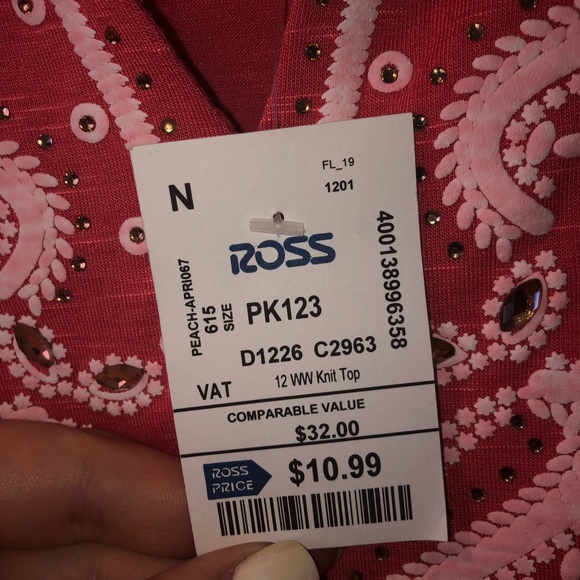 FL_19
N
1201
ROSS
400138996358
PEACH-APRI067
615
SIZE
PK123
D1226 C2963
VAT
12 WW Knit Top
COMPARABLE VALUE
$32.00
ROSS
PRICE
$10.99